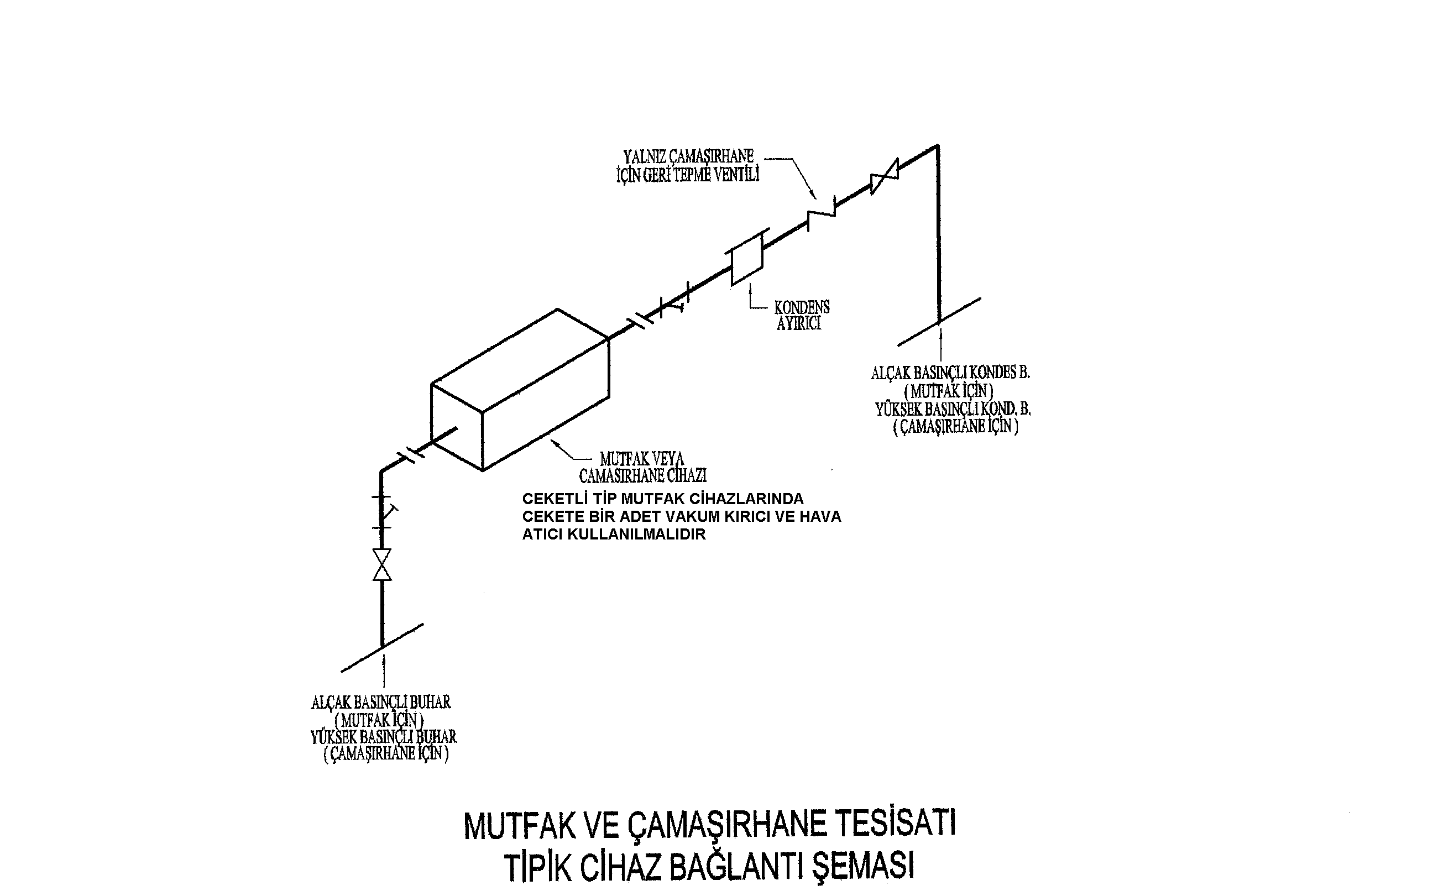 YALNIZ ÇAMAŞIRHANE
İÇİN GERİ TEPME VENTİLİ
KONDENS
AYIRICI
ALÇAK BASINÇLI KONDES B.
( MUTFAK İÇİN )
YÜKSEK BASINÇLI KOND. B.
( ÇAMAŞIRHANE İÇİN )
MUTFAK VEYA
CAMASIRHANE CİHAZI
CEKETLİ TİP MUTFAK CİHAZLARINDA
CEKETE BİR ADET VAKUM KIRICI VE HAVA
ATICI KULLANILMALIDIR
ALÇAK BASINÇLI BUHAR
( MUTFAK İÇİN )
YÜKSEK BASINÇLI BUHAR
( ÇAMAŞIRHANE İÇİN )
MUTFAK VE ÇAMAŞIRHANE TESİSATI
TİPİK CİHAZ BAĞLANTI ŞEMASI